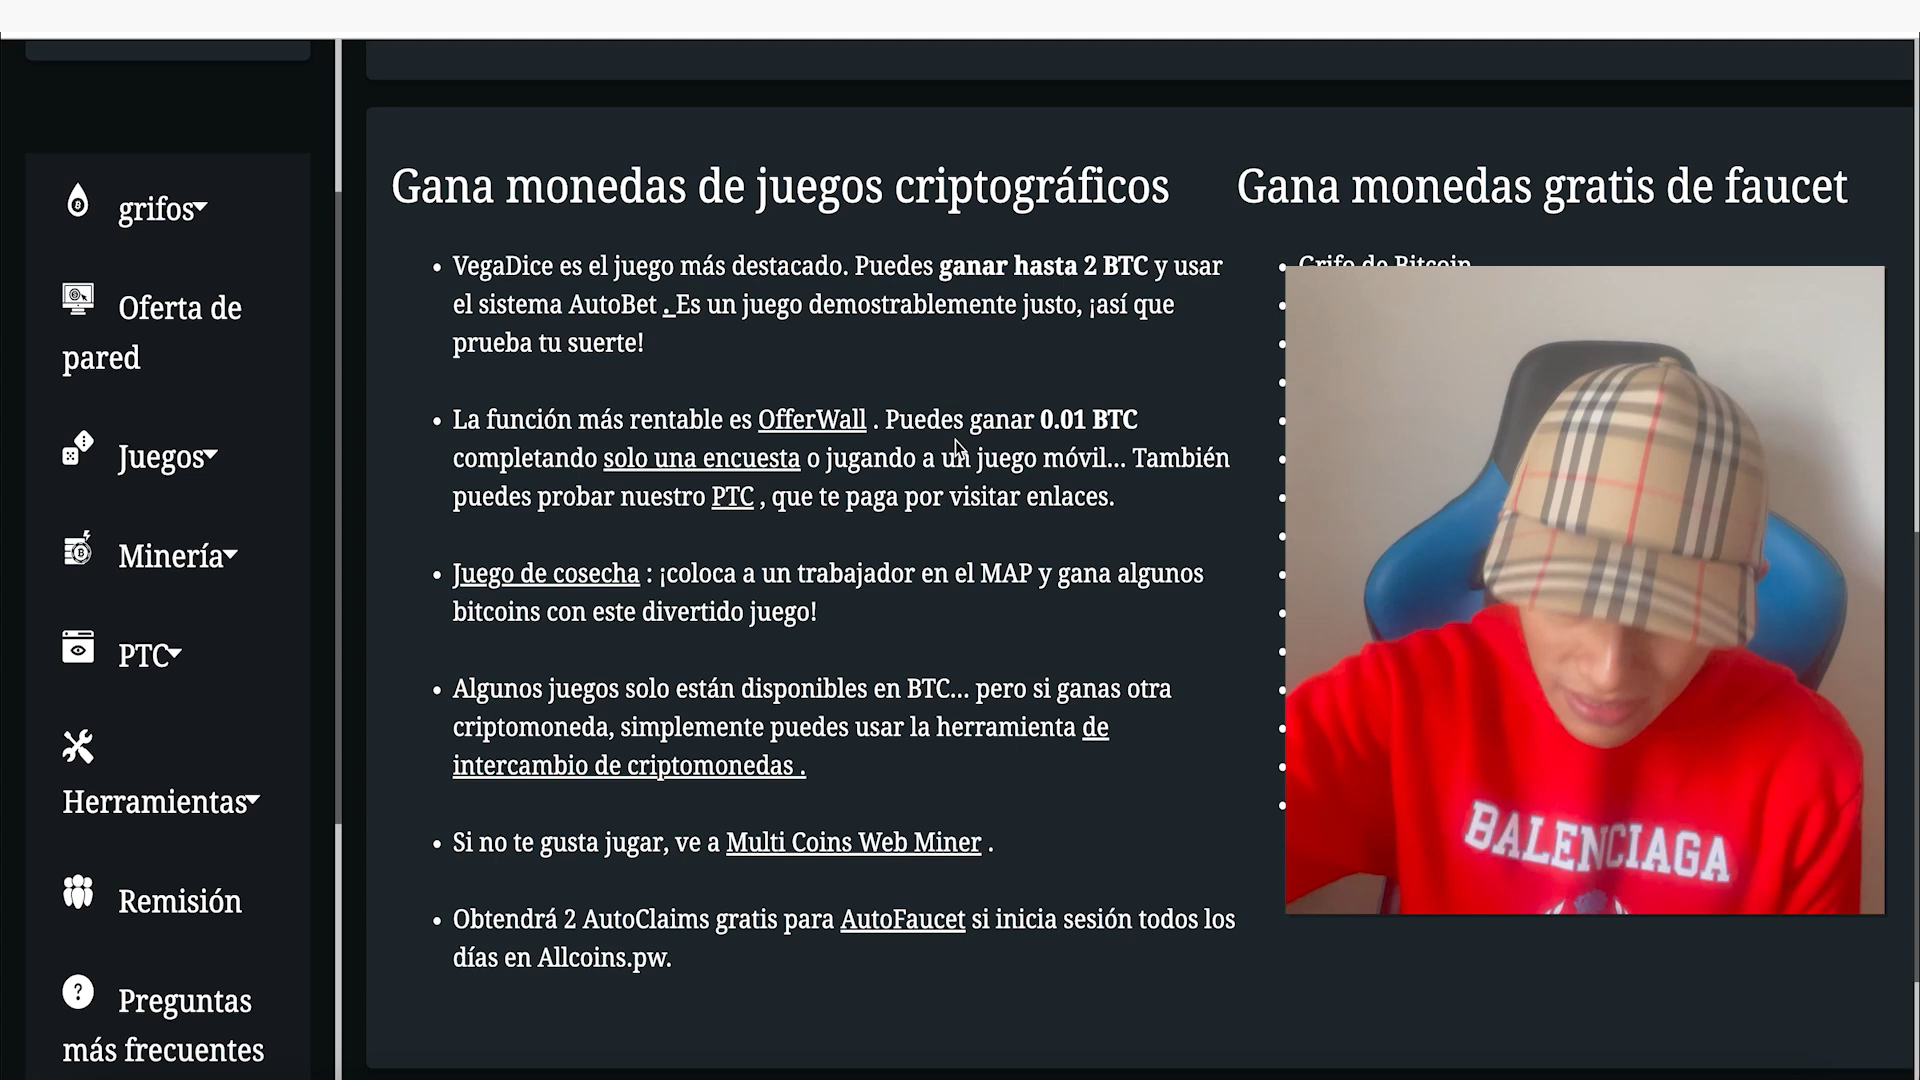 grifos
Oferta de
pared
Juegos
Minería
PTC
Herramientas
Remisión
Preguntas
más frecuentes
Gana monedas de juegos criptográficos
VegaDice es el juego más destacado. Puedes ganar hasta 2 BTC y usar
el sistema AutoBet . Es un juego demostrablemente justo, ¡así que
prueba tu suerte!
La función más rentable es OfferWall . Puedes ganar 0.01 BTC
completando solo una encuesta o jugando a un juego móvil... También
puedes probar nuestro PTC , que te paga por visitar enlaces.
Juego de cosecha : ¡coloca a un trabajador en el MAP y gana algunos
bitcoins con este divertido juego!
Algunos juegos solo están disponibles en BTC... pero si ganas otra
criptomoneda, simplemente puedes usar la herramienta de
intercambio de criptomonedas .
Si no te gusta jugar, ve a Multi Coins Web Miner .
Obtendrá 2 AutoClaims gratis para AutoFaucet si inicia sesión todos los
días en Allcoins.pw.
Gana monedas gratis de faucet
Grifo de Bitcoin
BALENCIAGA